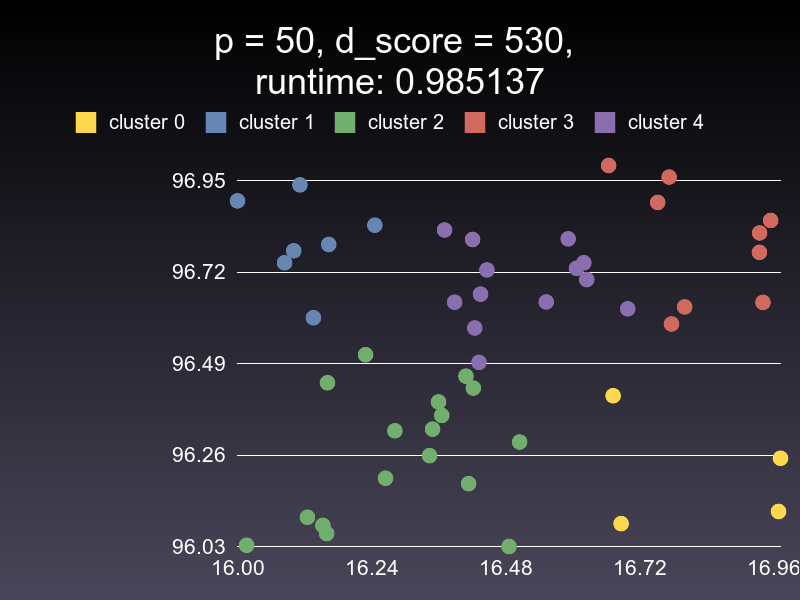 p = 50, d_score = 530,
runtime: 0.985137
cluster 0 cluster 1 cluster 2 cluster 3 cluster 4
96.95
96.72
96.49
96.26
96.03
16.00 16.24 16.48 16.72 16.96